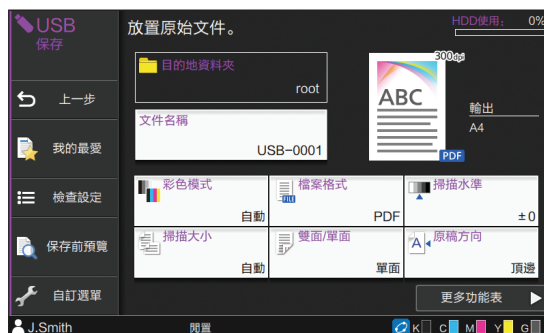 USB
保存
放置原始文件。
HDD使用： 0%
目的地資料夾
root
文件名稱
USB-0001
300dpi
ABC
PDF
輸出
A4
上一步
我的最愛
檢查設定
保存前預覽
自訂選單
彩色模式
自動
檔案格式
FILE
PDF
掃描水準
±0
掃描大小
自動
雙面/單面
單面
A
原稿方向
頂邊
更多功能表
J.Smith
閒置
K C M Y G